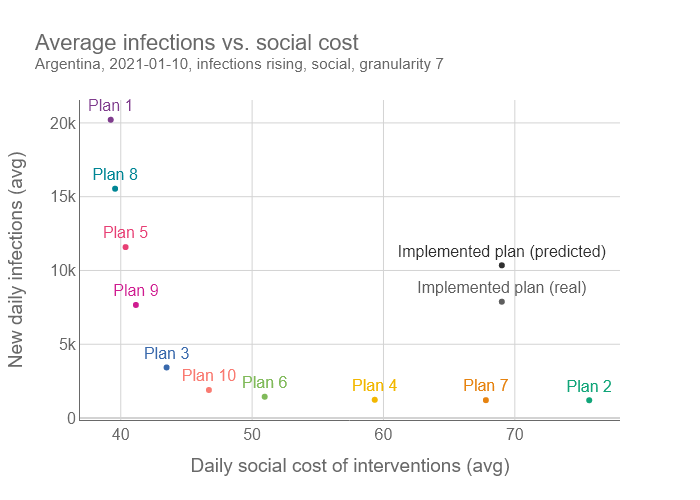 Average infections vs. social cost
Argentina, 2021-01-10, infections rising, social, granularity 7
Plan 1
20k
Plan 8
15k
Plan 5
Implemented plan (predicted)
10k
Plan 9
Implemented plan (real)
5k
Plan 3
Plan 10
Plan 6
Plan 4
Plan 7
Plan 2
0
40
50
60
70
New daily infections (avg)
Daily social cost of interventions (avg)